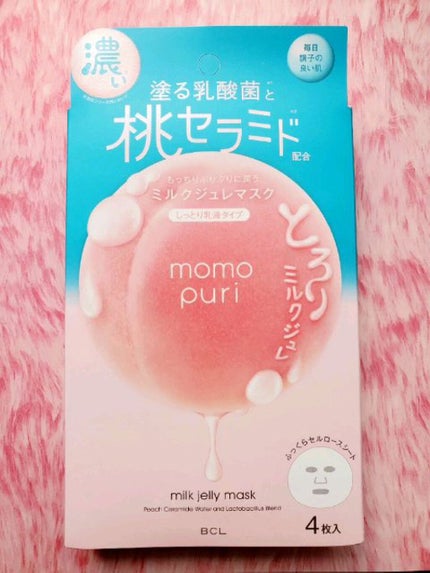 濃い
毎日
調子の
良い肌
塗る乳酸菌と
桃セラミド
配合
もっちりぷりぷりに潤う
ミルクジュレマスク
しっとり乳液タイプ
momo
puri
とろり
ミルクジュレ
ふっくらセルロースシート
milk jelly mask
Peach Ceramide Water and Lactobacillus Blend
BCL
4枚入